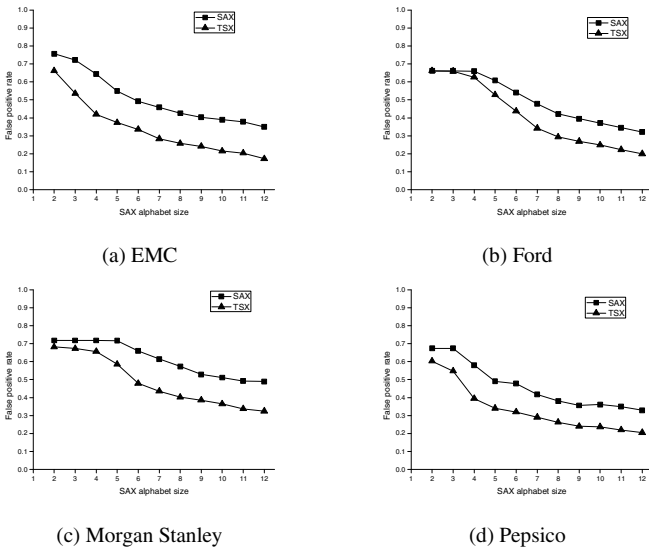 SAX
TSX
False positive rate
1.0
0.9
0.8
0.7
0.6
0.5
0.4
0.3
0.2
0.1
0.0
1 2 3 4 5 6 7 8 9 10 11 12
SAX alphabet size
(a) EMC
SAX
TSX
False positive rate
1.0
0.9
0.8
0.7
0.6
0.5
0.4
0.3
0.2
0.1
0.0
1 2 3 4 5 6 7 8 9 10 11 12
SAX alphabet size
(b) Ford
SAX
TSX
False positive rate
1.0
0.9
0.8
0.7
0.6
0.5
0.4
0.3
0.2
0.1
0.0
1 2 3 4 5 6 7 8 9 10 11 12
SAX alphabet size
(c) Morgan Stanley
SAX
TSX
False positive rate
1.0
0.9
0.8
0.7
0.6
0.5
0.4
0.3
0.2
0.1
0.0
1 2 3 4 5 6 7 8 9 10 11 12
SAX alphabet size
(d) Pepsico